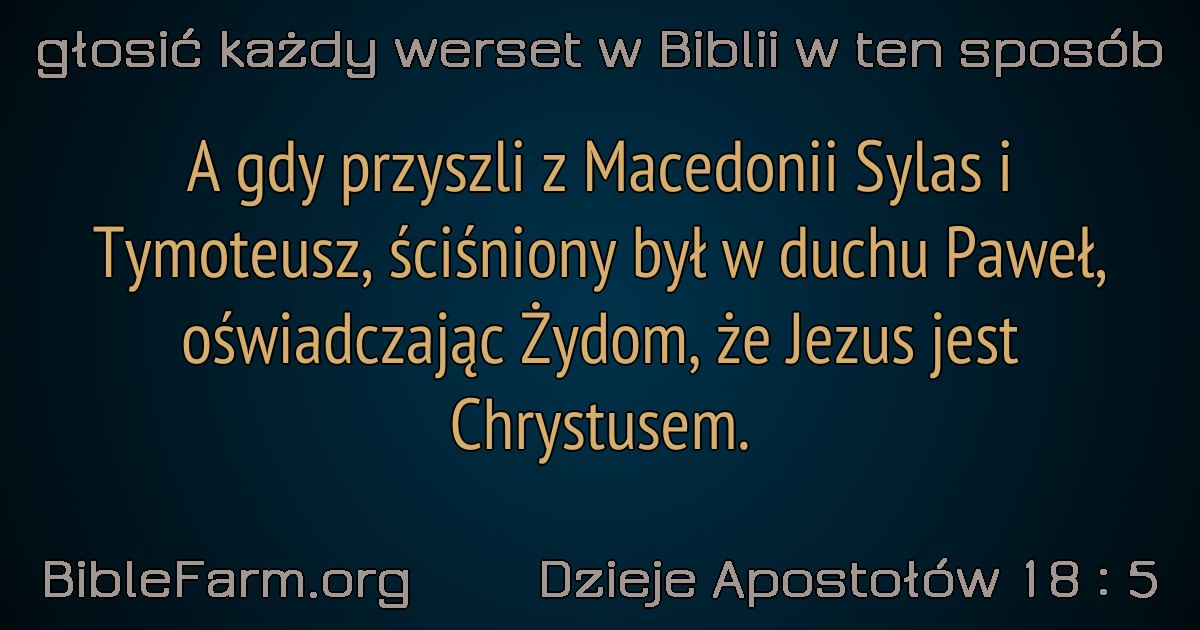 głosić każdy werset w Biblii w ten sposób
A gdy przyszli z Macedonii Sylas i
Tymoteusz, ściśniony był w duchu Paweł,
oświadczając Żydom, że Jezus jest
Chrystusem.
BibleFarm.org
Dzieje Apostołów 18 : 5